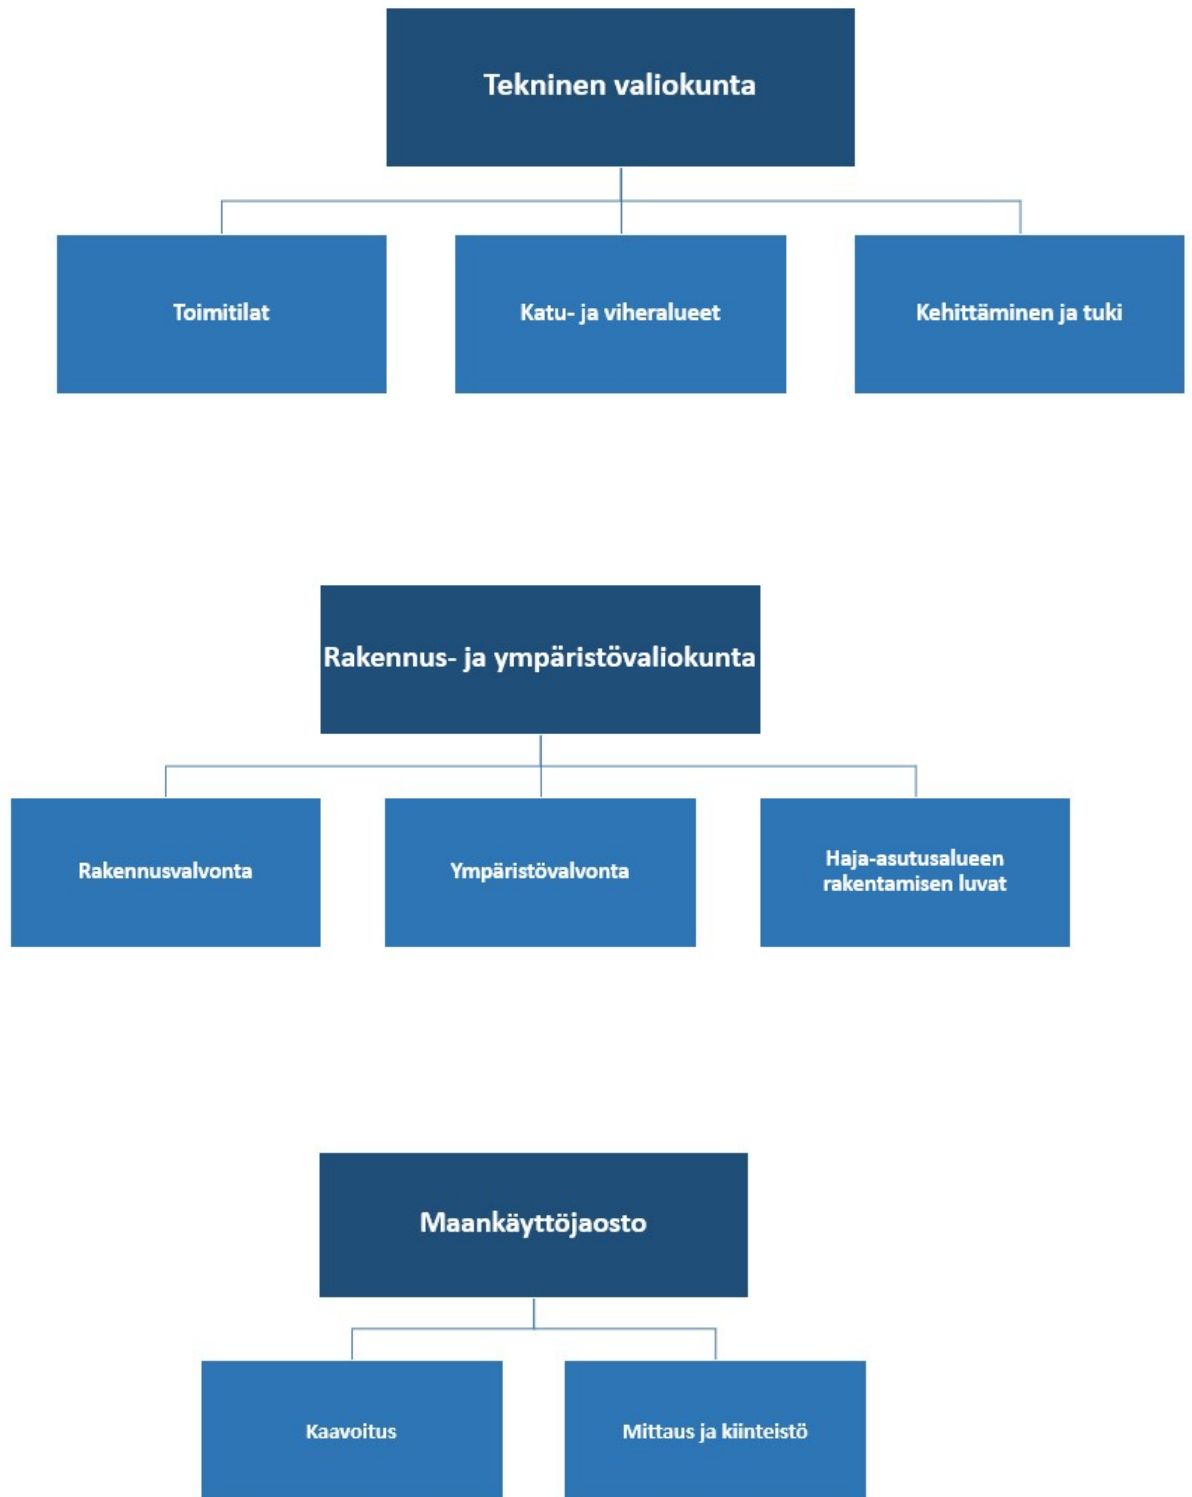 Tekninen valiokunta
Toimitilat
Katu- ja viheralueet
Kehittäminen ja tuki
Rakennus- ja ympäristövaliokunta
Rakennusvalvonta
Ympäristövalvonta
Haja-asutusalueen
rakentamisen luvat
Maankäyttöjaosto
Kaavoitus
Mittaus ja kiinteistö